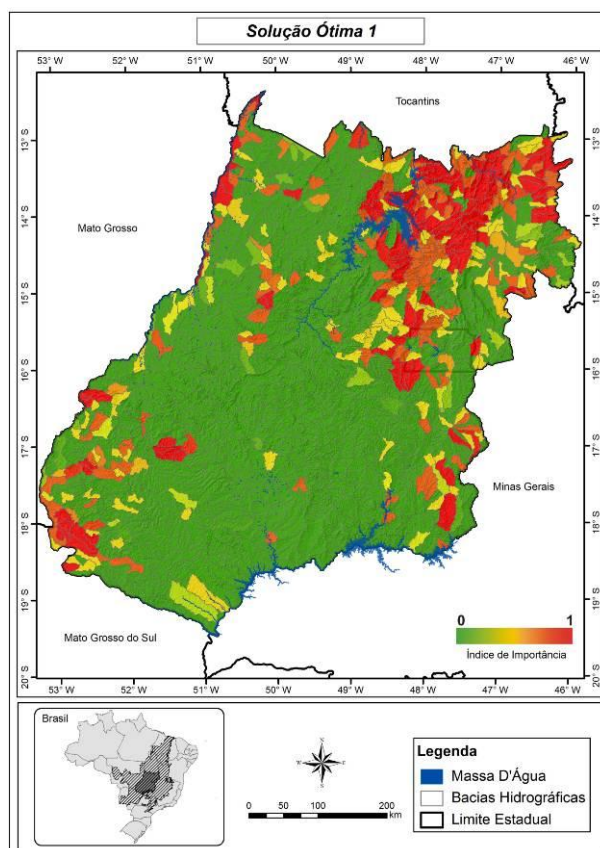 Solução Ótima 1
53° W 52° W 51° W 50° W 49° W 48° W 47° W 46° W
Tocantins
13° S 13° S
Mato Grosso
14° S 14° S
15° S 15° S
16° S 16° S
17° S 17° S
Minas Gerais
18° S 18° S
19° S 19° S
0 1
Índice de Importância
Mato Grosso do Sul
20° S 20° S
53° W 52° W 51° W 50° W 49° W 48° W 47° W 46° W
Brasil
N
0 50 100 200
km
Legenda
Massa D'Água
Bacias Hidrográficas
Limite Estadual